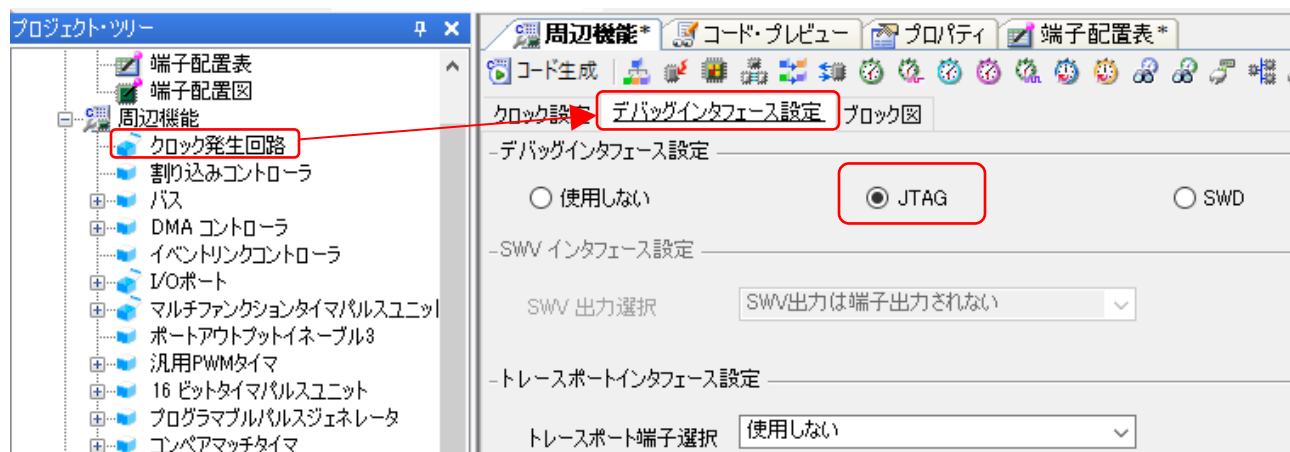 プロジェクト・ツリー
端子配置表
端子配置図
周辺機能
クロック発生回路
割り込みコントローラ
バス
DMA コントローラ
イベントリンクコントローラ
I/Oポート
マルチファンクションタイマパルスユニット
ポートアウトプットイネーブル3
汎用PWMタイマ
16 ビットタイマパルスユニット
プログラマブルパルスジェネレータ
コンペアマッチタイマ
周辺機能* コード・プレビュー プロパティ 端子配置表*
コード生成
クロック設定 デバッグインタフェース設定 ブロック図
デバッグインタフェース設定
使用しない JTAG SWD
SWV インタフェース設定
SWV 出力選択 SWV出力は端子出力されない
トレースポートインタフェース設定
トレースポート端子選択 使用しない